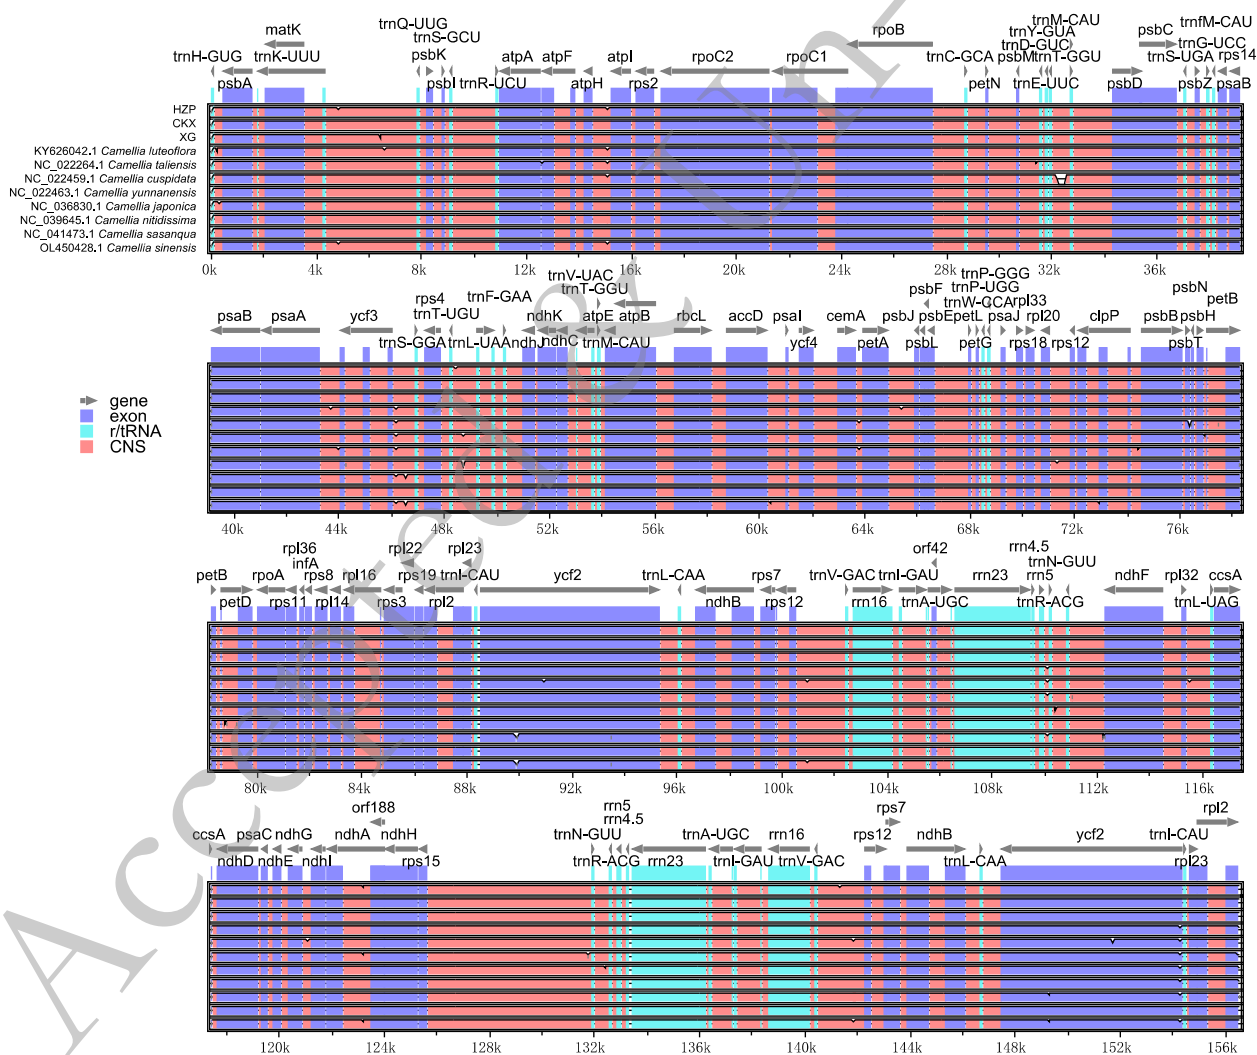 trnM-CAU
trnQ-UUG trnY-GUA psbC trnfM-CAU
matK trnS-GCU rpoB trnD-GUC trnG-UCC
trnH-GUG trnK-UUU psbK atpA atpF atpI rpoC2 rpoC1 trnC-GCA psbM trnT-GGU trnS-UGA rps14
psbA psbI trnR-UCU atpH rps2 petN trnE-UUC psbD psbZ psaB
HZP
CKX
XG
KY626042.1 Camellia luteoflora
NC_022264.1 Camellia taliensis
NC_022459.1 Camellia cuspidata
NC_022463.1 Camellia yunnanensis
NC_036830.1 Camellia japonica
NC_039645.1 Camellia nitidissima
NC_041473.1 Camellia sasanqua
OL450428.1 Camellia sinensis
0k 4k 8k 12k 16k 20k 24k 28k 32k 36k
trnV-UAC trnP-GGG
rps4 trnF-GAA trnT-GGU psbF trnP-UGG psbN
psaB psaA ycf3 trnT-UGU ndhK atpE atpB rbcL accD psaI cemA psbJ psbE trnW-CCA petL psaJ rpl33 rpl20 clpP psbB psbH petB
trnS-GGA trnL-UAA ndhJ ndhC trnM-CAU ycf4 petA psbL petG rps18 rps12 psbT
gene
exon
r/tRNA
CNS
40k 44k 48k 52k 56k 60k 64k 68k 72k 76k
rpl36 rpl22 rpl23 orf42 rrn4.5
infA trnN-GUU
petB rpoA rps8 rpl16 rps19 trnI-CAU ycf2 trnL-CAA rps7 trnV-GAC trnI-GAU rrn23 rrn5 ndhF rpl32 ccsA
petD rps11 rpl14 rps3 rpl2 ndhB rps12 rrn16 trnA-UGC trnR-ACG trnL-UAG
80k 84k 88k 92k 96k 100k 104k 108k 112k 116k
orf188 rrn5 rps7 rpl2
rrn4.5
ccsA psaC ndhG ndhA ndhH trnN-GUU trnA-UGC rrn16 rps12 ndhB ycf2 trnI-CAU
ndhD ndhE ndhI rps15 trnR-ACG rrn23 trnI-GAU trnV-GAC trnL-CAA rpl23
120k 124k 128k 132k 136k 140k 144k 148k 152k 156k